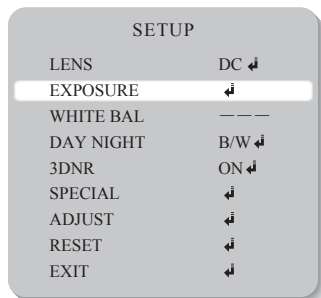 SETUP
LENS DC ↲
EXPOSURE ↲
WHITE BAL – – –
DAY NIGHT B/W ↲
3DNR ON ↲
SPECIAL ↲
ADJUST ↲
RESET ↲
EXIT ↲